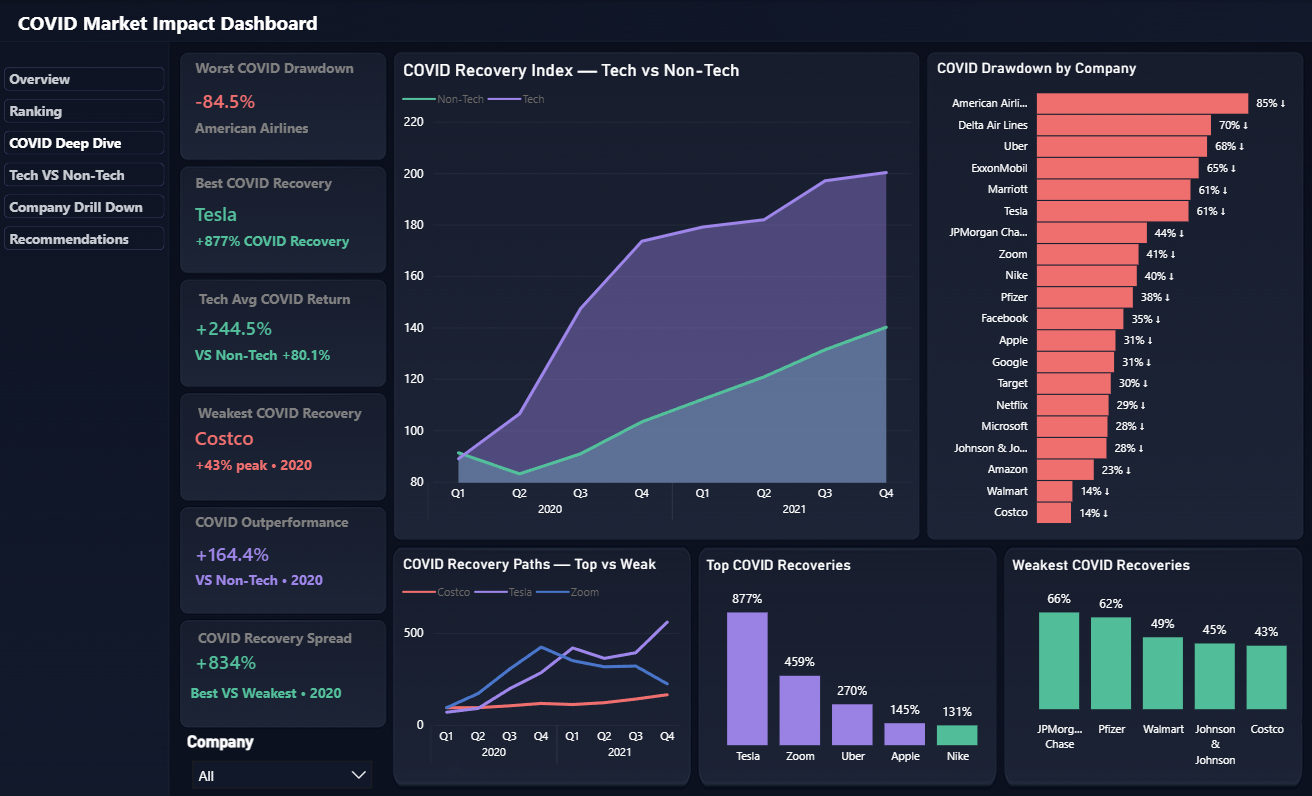 COVID Market Impact Dashboard
Overview
Ranking
COVID Deep Dive
Tech VS Non-Tech
Company Drill Down
Recommendations
Worst COVID Drawdown
-84.5%
American Airlines
Best COVID Recovery
Tesla
+877% COVID Recovery
Tech Avg COVID Return
+244.5%
VS Non-Tech +80.1%
Weakest COVID Recovery
Costco
+43% peak • 2020
COVID Outperformance
+164.4%
VS Non-Tech • 2020
COVID Recovery Spread
+834%
Best VS Weakest • 2020
Company
All
COVID Recovery Index — Tech vs Non-Tech
Non-Tech Tech
220
200
180
160
140
120
100
80
Q1 Q2 Q3 Q4 Q1 Q2 Q3 Q4
2020 2021
COVID Drawdown by Company
American Airli... 85% ↓
Delta Air Lines 70% ↓
Uber 68% ↓
ExxonMobil 65% ↓
Marriott 61% ↓
Tesla 61% ↓
JPMorgan Cha... 44% ↓
Zoom 41% ↓
Nike 40% ↓
Pfizer 38% ↓
Facebook 35% ↓
Apple 31% ↓
Google 31% ↓
Target 30% ↓
Netflix 29% ↓
Microsoft 28% ↓
Johnson & Jo... 28% ↓
Amazon 23% ↓
Walmart 14% ↓
Costco 14% ↓
COVID Recovery Paths — Top vs Weak
Costco Tesla Zoom
500
0
Q1 Q2 Q3 Q4 Q1 Q2 Q3 Q4
2020 2021
Top COVID Recoveries
877%
459%
270%
145%
131%
Tesla Zoom Uber Apple Nike
Weakest COVID Recoveries
66%
62%
49%
45%
43%
JPMorg... Pfizer Walmart Johnson Costco
Chase &
Johnson